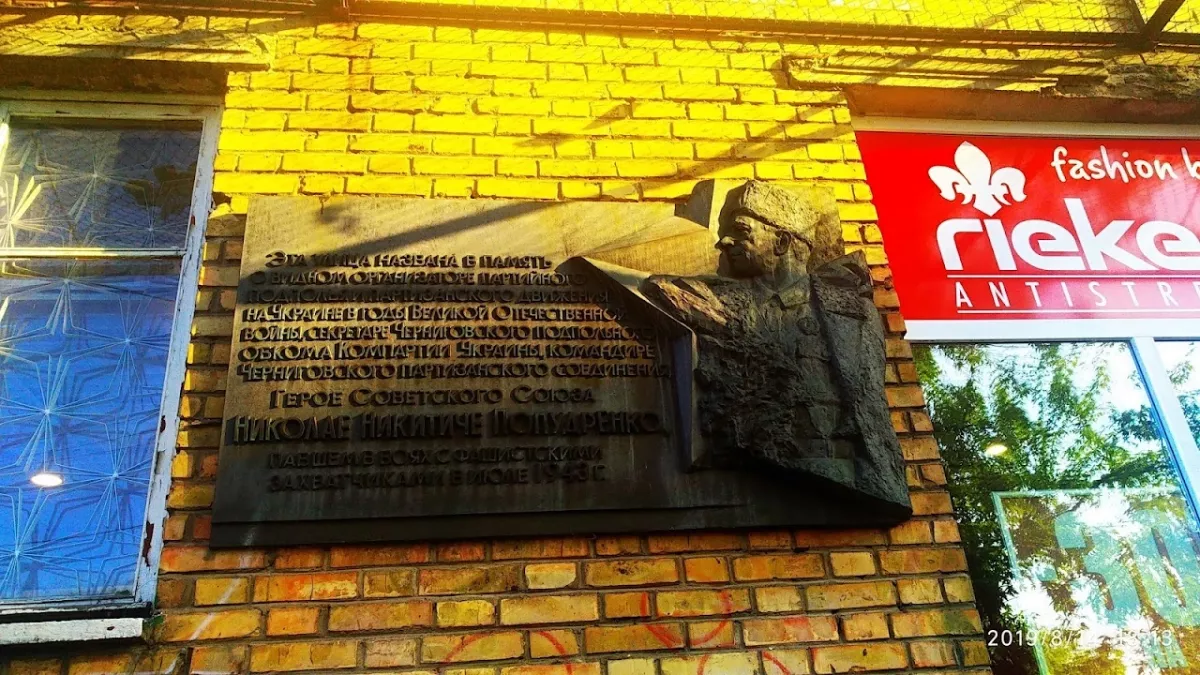 Эта улица названа в память
о видном организаторе партийного
подполья и партизанского движения
на Украине в годы Великой Отечественной
войны, секретаре Черниговского подпольного
обкома Компартии Украины, командире
Черниговского партизанского соединения
Герое Советского Союза
Николае Никитиче Попудренко,
павшем в боях с фашистскими
захватчиками в июле 1943 г.
fashion b
rieke
ANTISTR
30
2019/8/